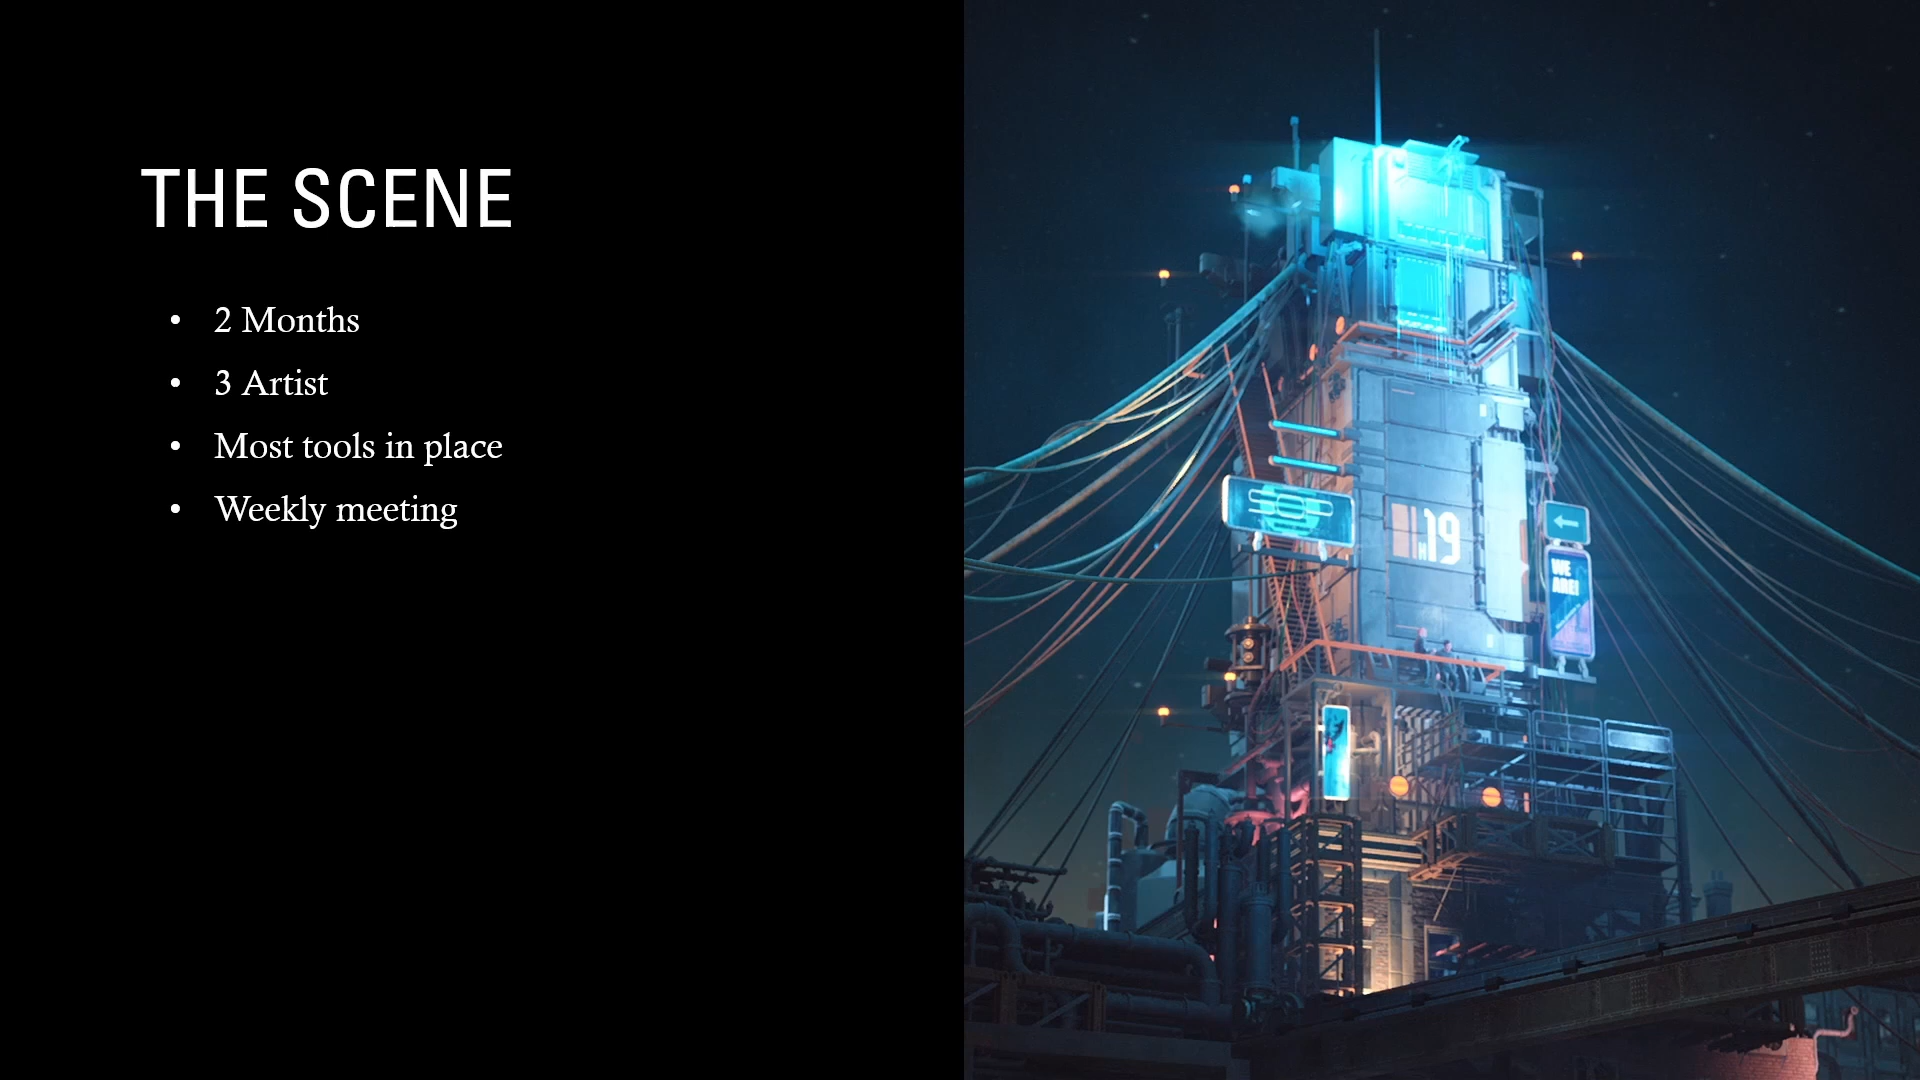 THE SCENE
• 2 Months
• 3 Artist
• Most tools in place
• Weekly meeting
19
WE
ARE!